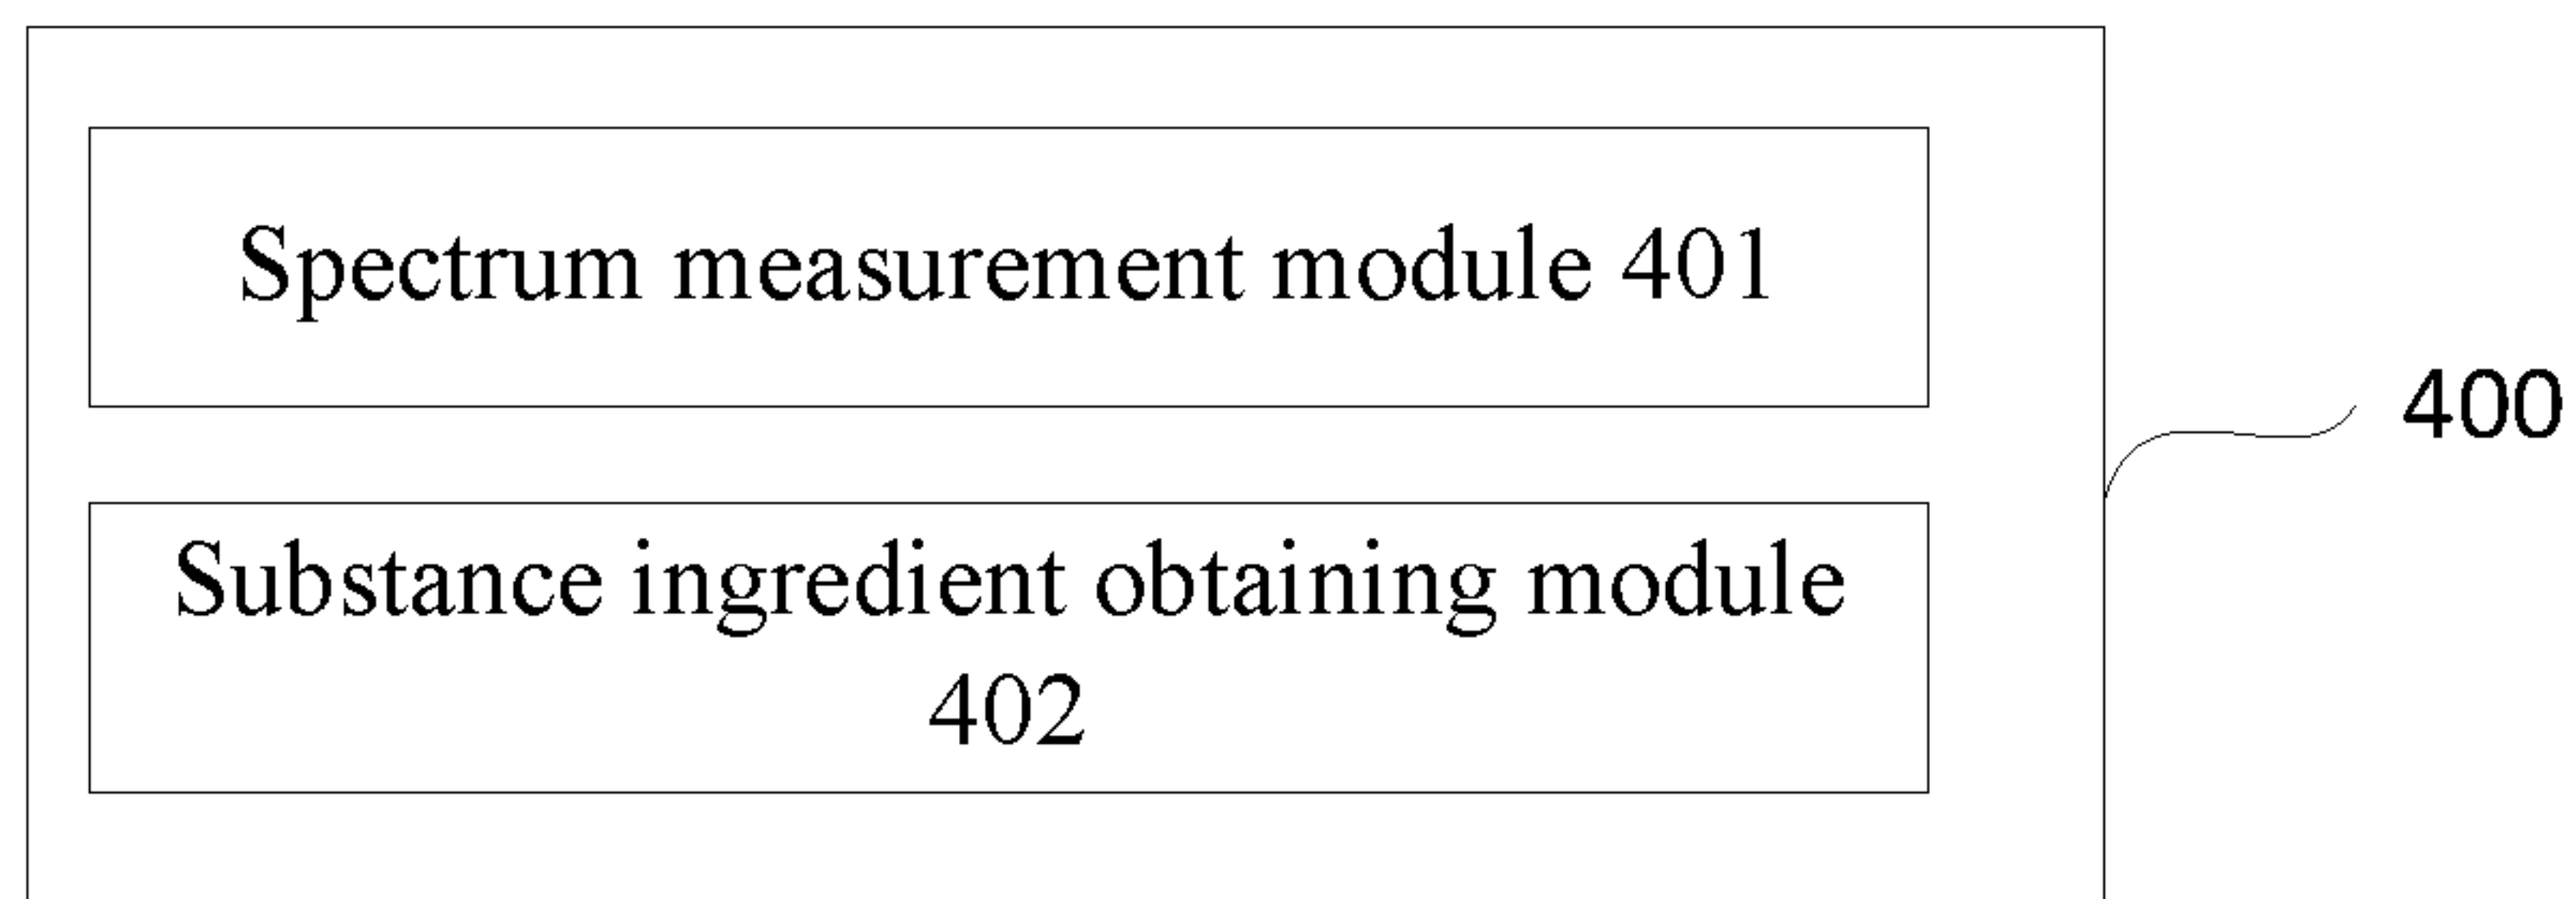 Spectrum measurement module 401
400
Substance ingredient obtaining module
402